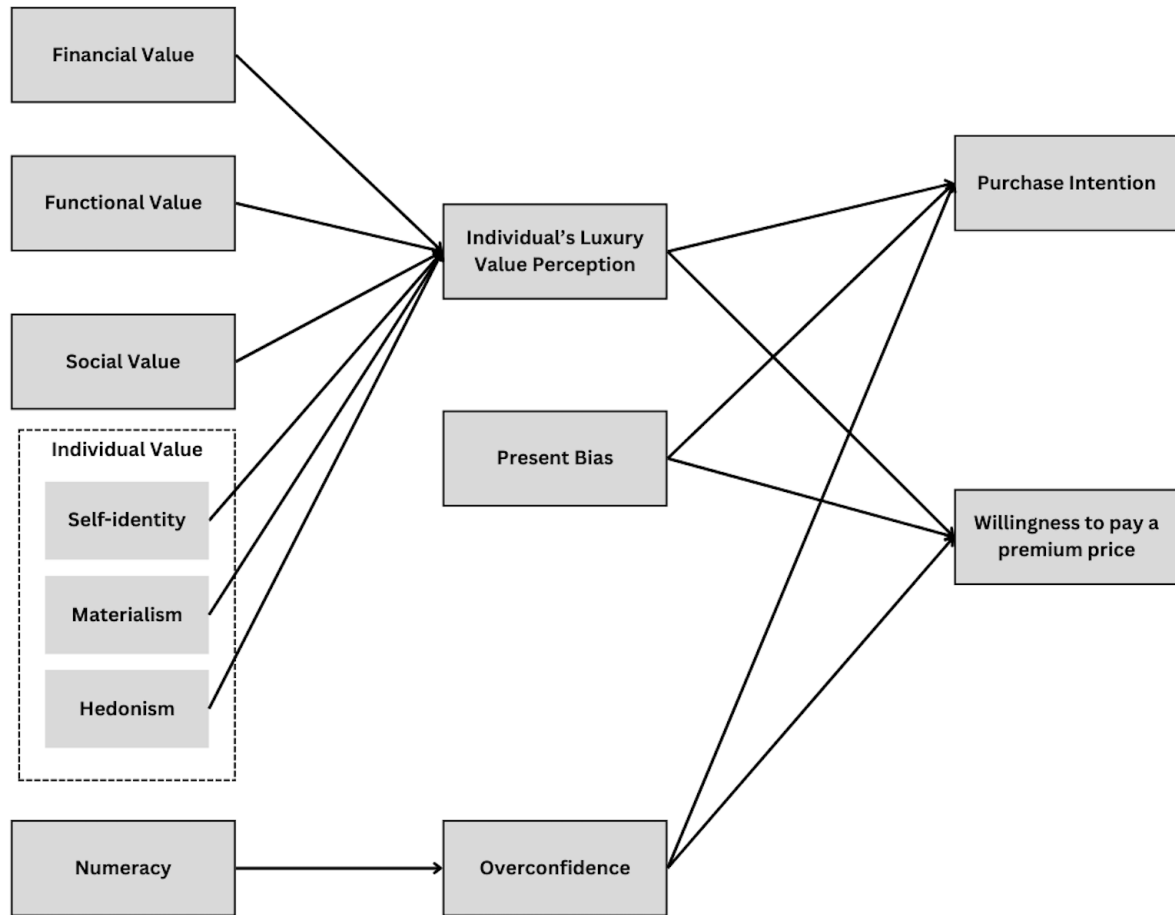 Financial Value
Functional Value
Social Value
Individual Value
Self-identity
Materialism
Hedonism
Numeracy
Individual’s Luxury
Value Perception
Present Bias
Overconfidence
Purchase Intention
Willingness to pay a
premium price